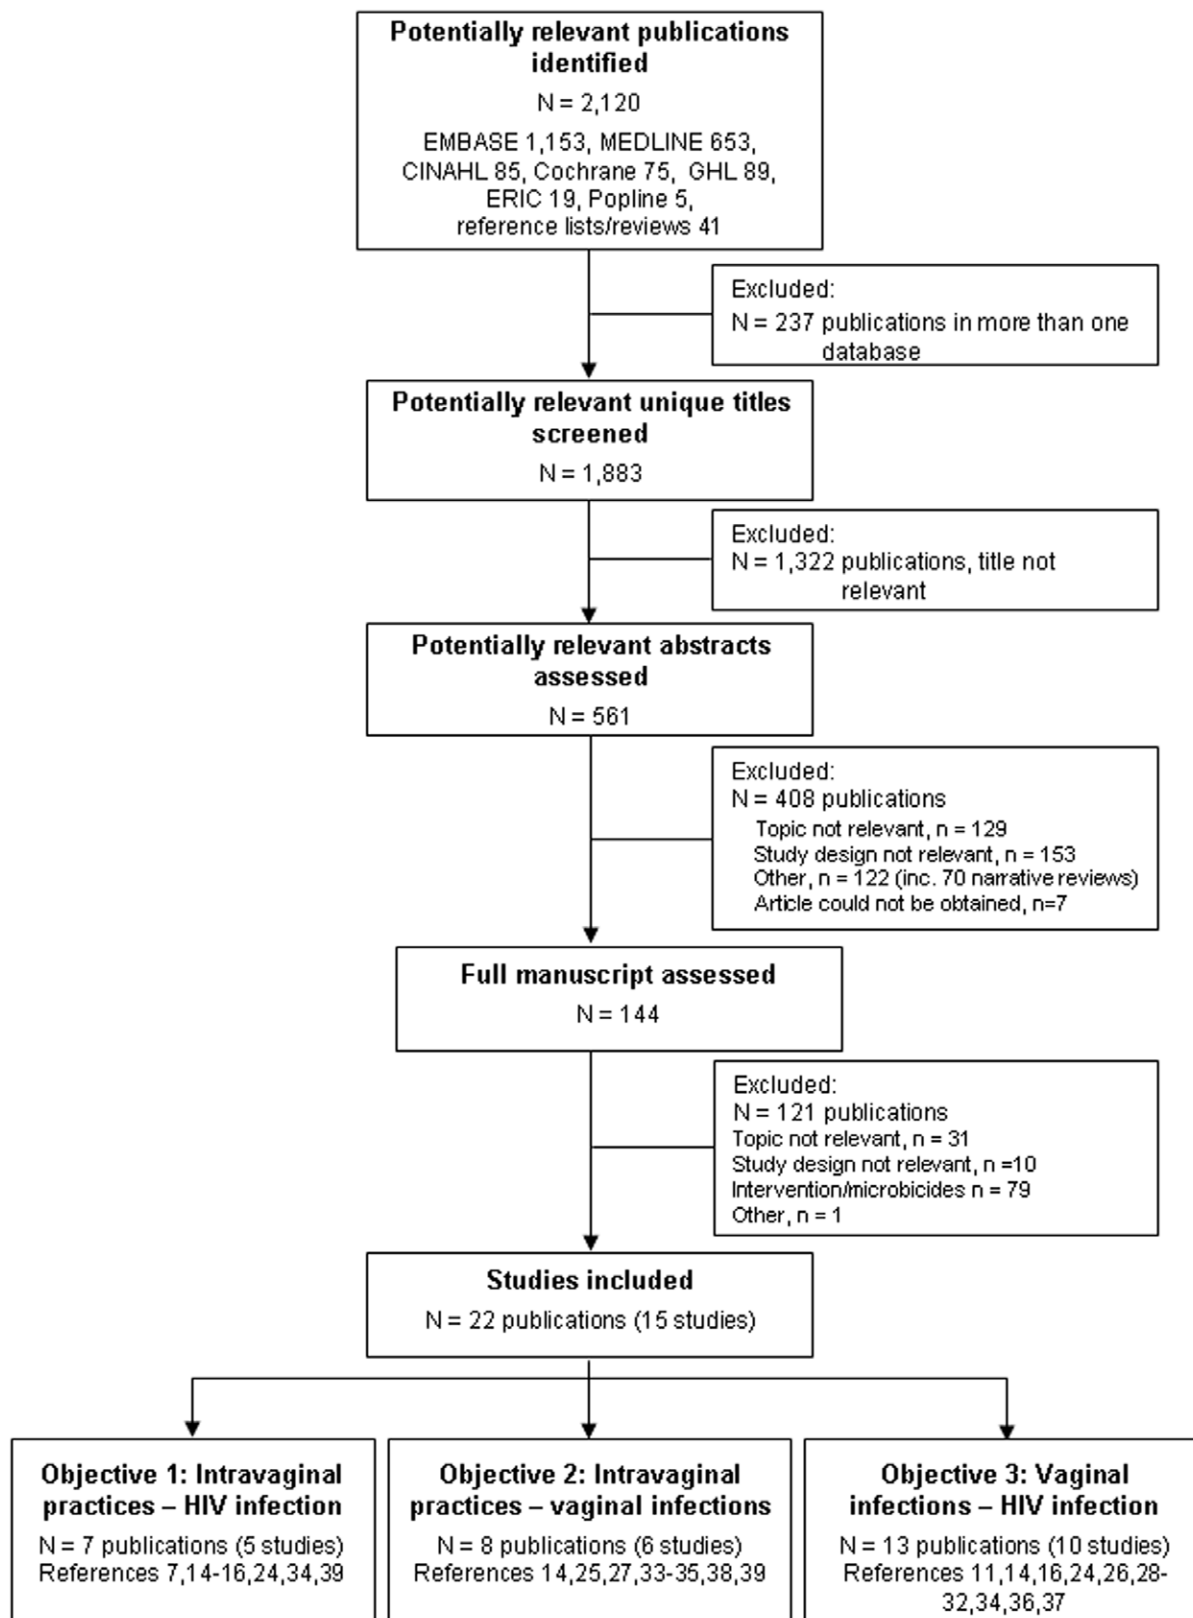 Potentially relevant publications
identified
N = 2,120
EMBASE 1,153, MEDLINE 653,
CINAHL 85, Cochrane 75, GHL 89,
ERIC 19, Popline 5,
reference lists/reviews 41
Excluded:
N = 237 publications in more than one
database
Potentially relevant unique titles
screened
N = 1,883
Excluded:
N = 1,322 publications, title not
relevant
Potentially relevant abstracts
assessed
N = 561
Excluded:
N = 408 publications
Topic not relevant, n = 129
Study design not relevant, n = 153
Other, n = 122 (inc. 70 narrative reviews)
Article could not be obtained, n=7
Full manuscript assessed
N = 144
Excluded:
N = 121 publications
Topic not relevant, n = 31
Study design not relevant, n =10
Intervention/microbicides n = 79
Other, n = 1
Studies included
N = 22 publications (15 studies)
Objective 1: Intravaginal
practices – HIV infection
N = 7 publications (5 studies)
References 7,14-16,24,34,39
Objective 2: Intravaginal
practices – vaginal infections
N = 8 publications (6 studies)
References 14,25,27,33-35,38,39
Objective 3: Vaginal
infections – HIV infection
N = 13 publications (10 studies)
References 11,14,16,24,26,28-
32,34,36,37